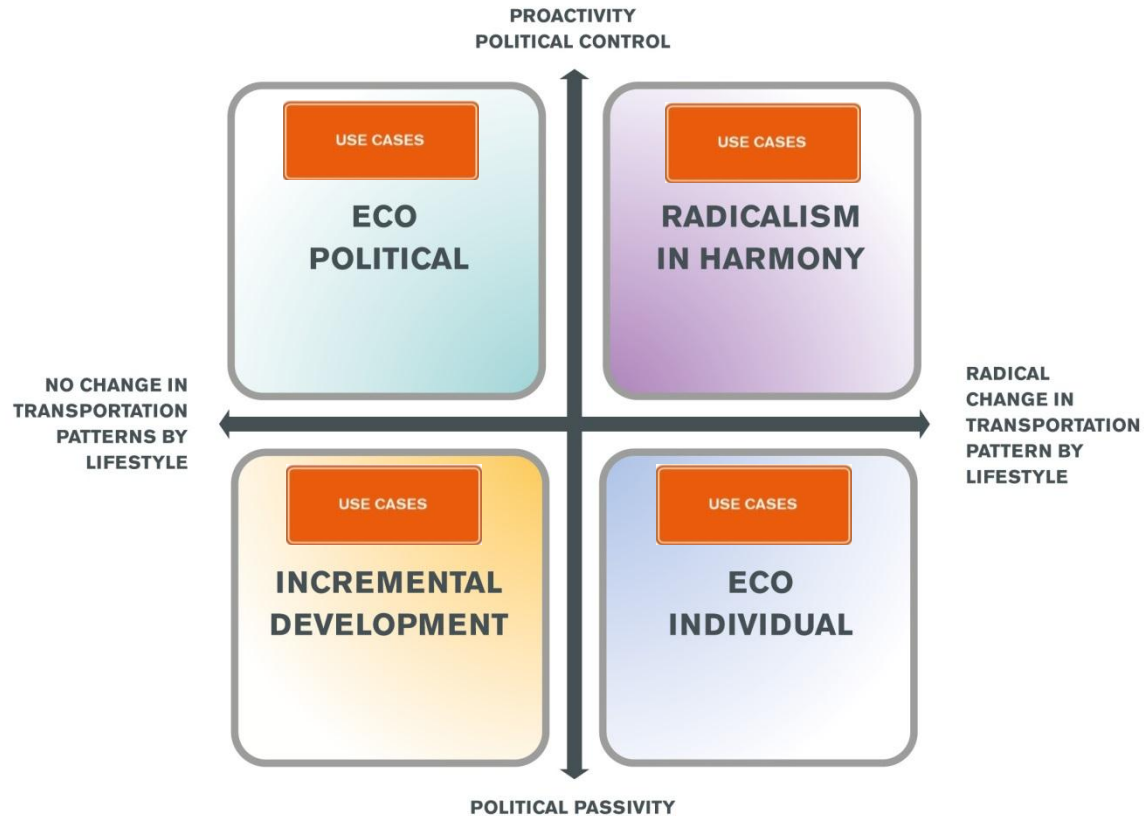 PROACTIVITY
POLITICAL CONTROL
USE CASES
ECO
POLITICAL
USE CASES
RADICALISM
IN HARMONY
NO CHANGE IN
TRANSPORTATION
PATTERNS BY
LIFESTYLE
RADICAL
CHANGE IN
TRANSPORTATION
PATTERN BY
LIFESTYLE
USE CASES
INCREMENTAL
DEVELOPMENT
USE CASES
ECO
INDIVIDUAL
POLITICAL PASSIVITY